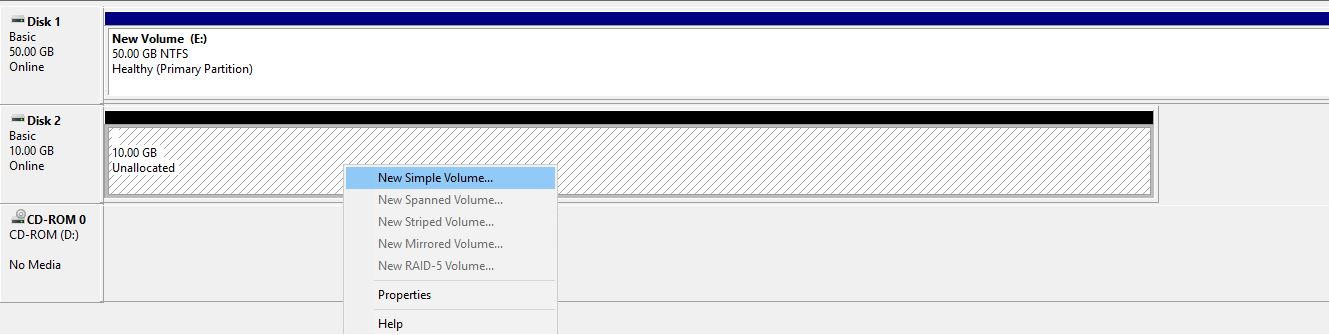 Disk 1
Basic
50.00 GB
Online
New Volume (E:)
50.00 GB NTFS
Healthy (Primary Partition)
Disk 2
Basic
10.00 GB
Online
10.00 GB
Unallocated
New Simple Volume...
New Spanned Volume...
New Striped Volume...
New Mirrored Volume...
New RAID-5 Volume...
Properties
Help
CD-ROM 0
CD-ROM (D:)
No Media